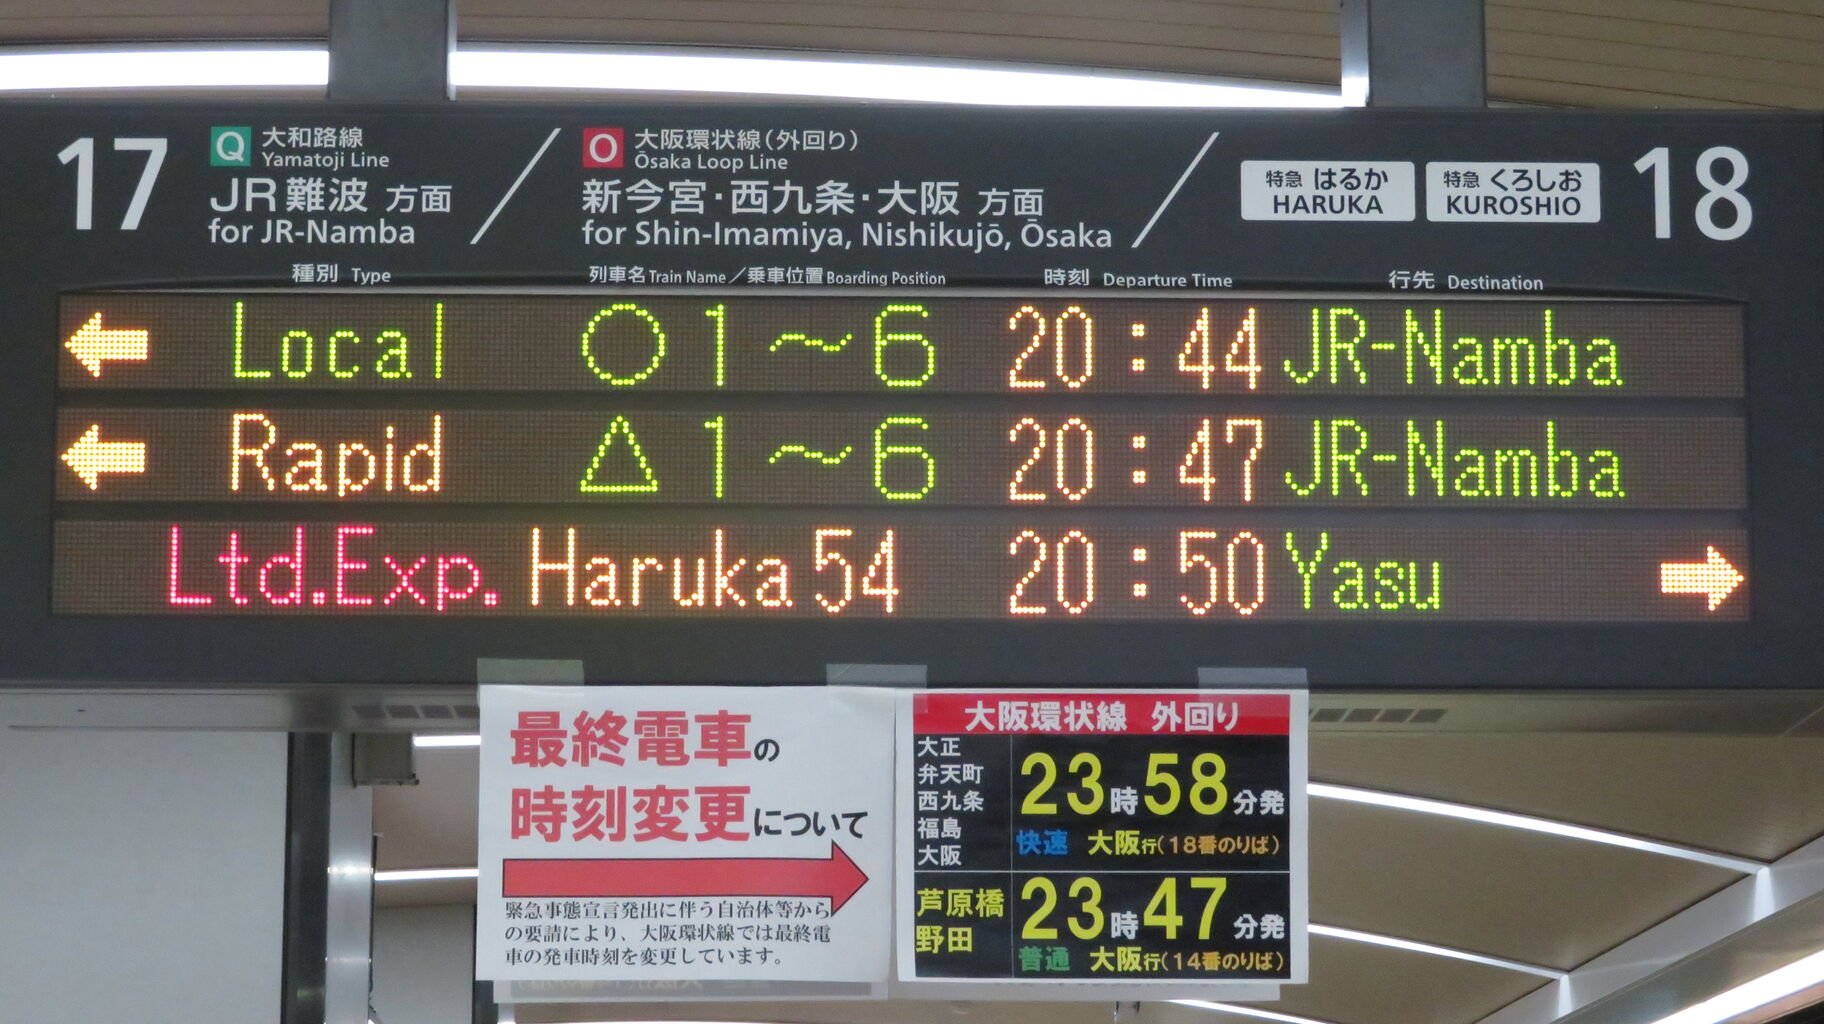 17
Q 大和路線
Yamatoji Line
JR難波 方面
for JR-Namba
O 大阪環状線(外回り)
Ōsaka Loop Line
新今宮・西九条・大阪 方面
for Shin-Imamiya, Nishikujō, Ōsaka
特急 はるか
HARUKA
特急 くろしお
KUROSHIO
18
種別 Type 列車名 Train Name/乗車位置 Boarding Position 時刻 Departure Time 行先 Destination
← Local ○1~6 20:44 JR-Namba
← Rapid △1~6 20:47 JR-Namba
Ltd.Exp. Haruka54 20:50 Yasu →
最終電車の
時刻変更について
緊急事態宣言発出に伴う自治体等から
の要請により、大阪環状線では最終電
車の発車時刻を変更しています。
大阪環状線 外回り
大正
弁天町
西九条
福島
大阪
23時58分発
快速 大阪行(18番のりば)
芦原橋
野田
23時47分発
普通 大阪行(14番のりば)